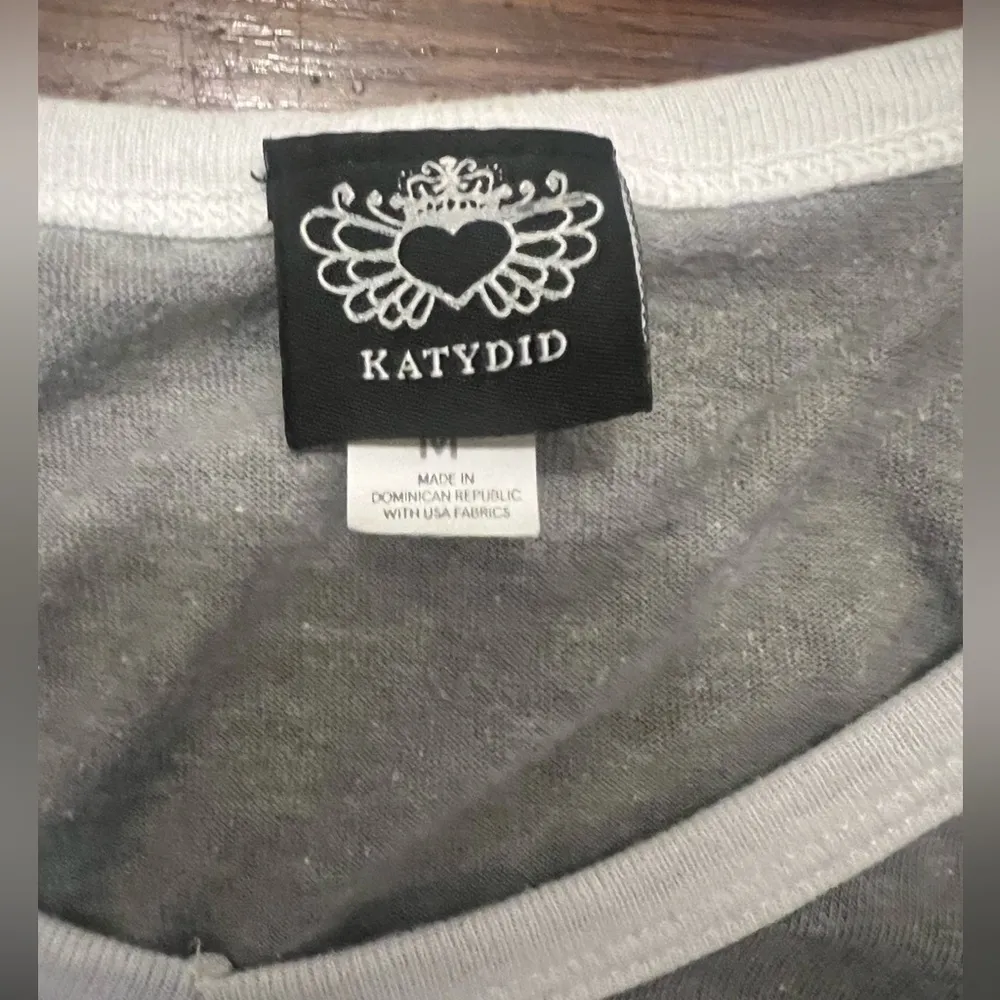 KATYDID
M
MADE IN
DOMINICAN REPUBLIC
WITH USA FABRICS